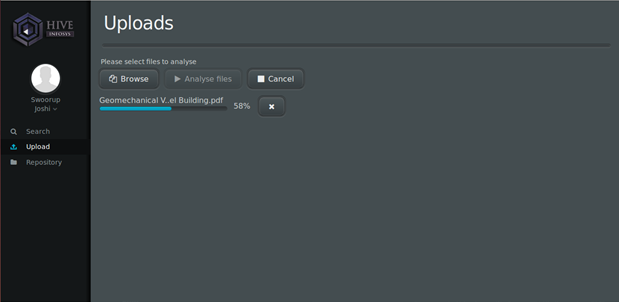 HIVE
INFOSYS
Swoorup
Joshi
Search
Upload
Repository
Uploads
Please select files to analyse
Browse
Analyse files
Cancel
Geomechanical V..el Building.pdf
58%